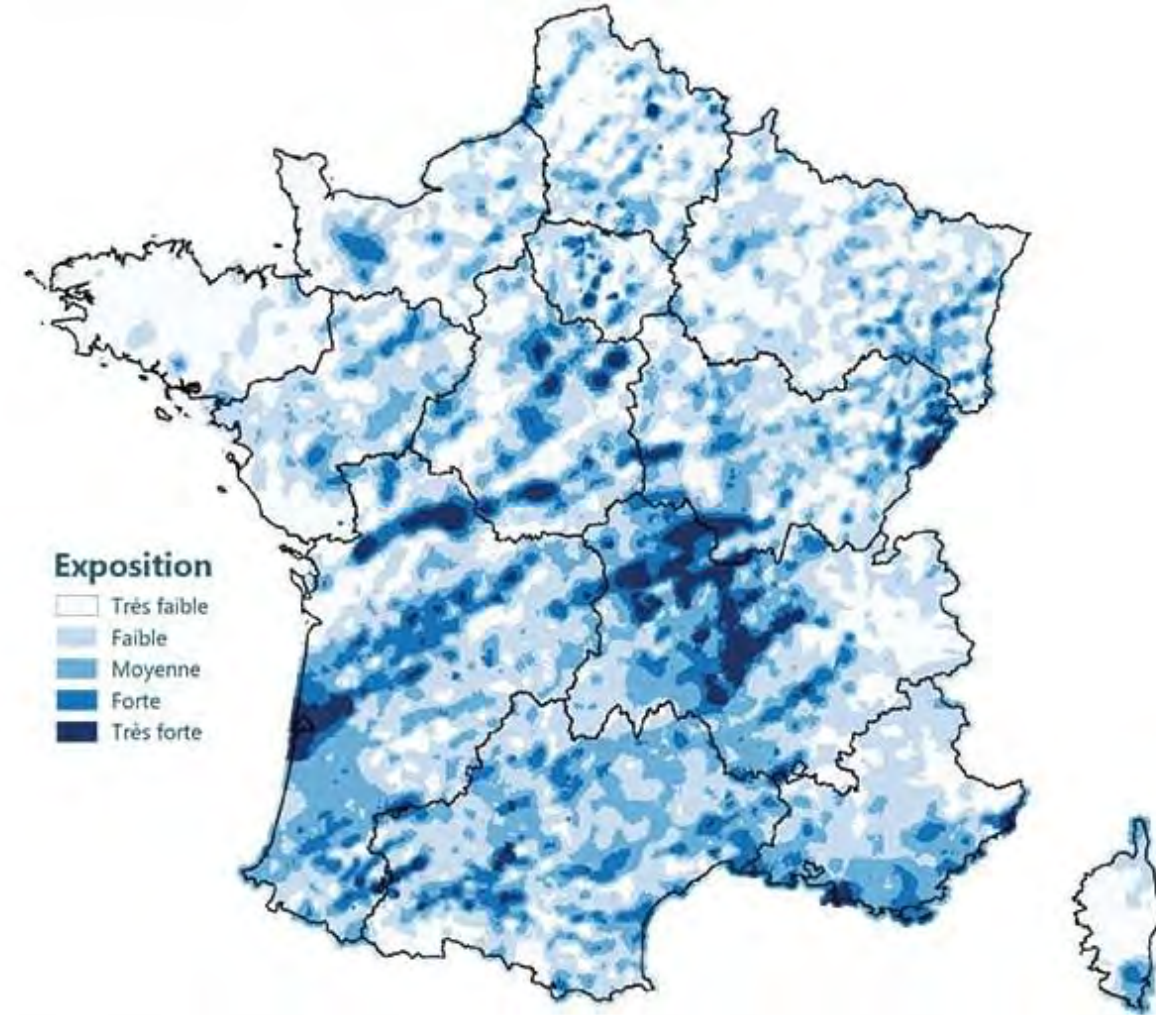 Exposition
Très faible
Faible
Moyenne
Forte
Très forte